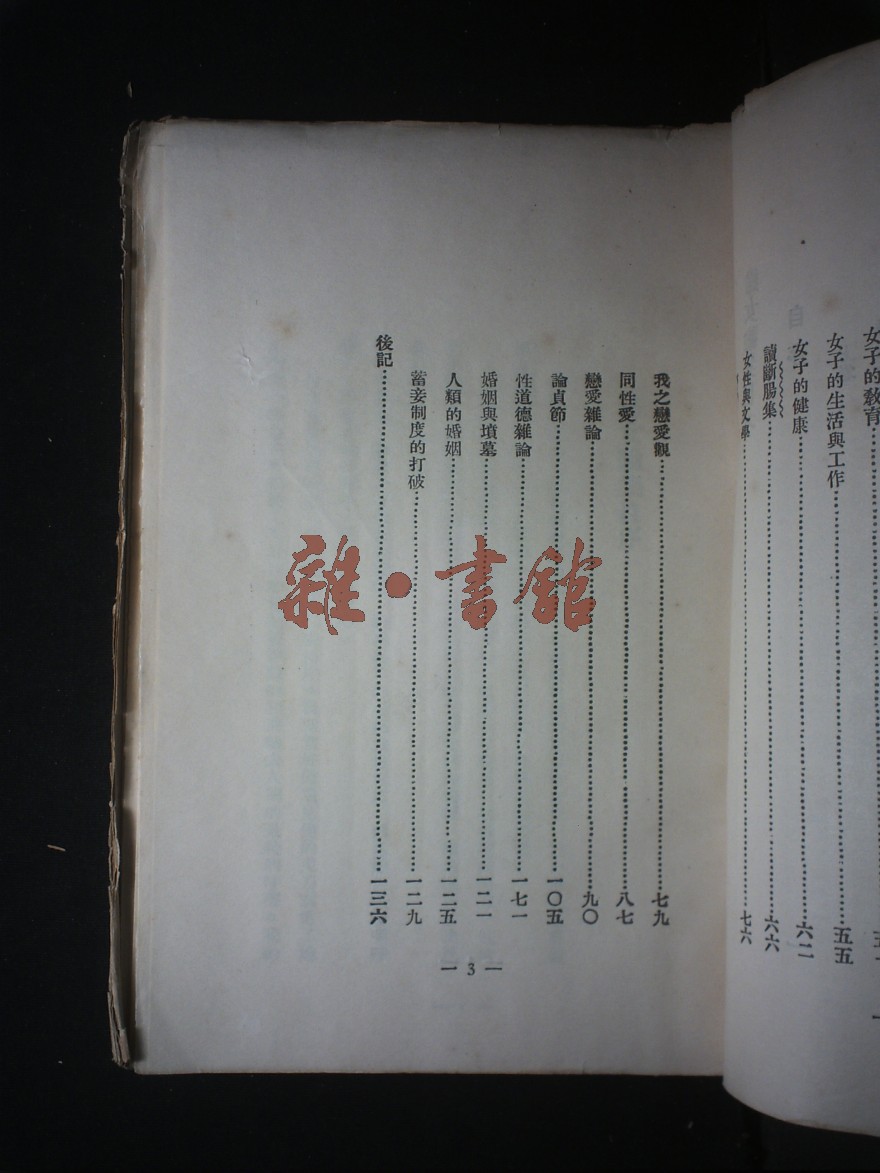 女子的教育
女子的生活與工作……五五
女子的健康……六二
讀斷腸集……六六
女性與文學……七六
我之戀愛觀……七九
同性愛……八七
戀愛雜論……九〇
論貞節……一〇五
性道德雜論……一七一
婚姻與墳墓……一二一
人類的婚姻……一二五
蓄妾制度的打破……一二九
後記……一三六
— 3 —
雜·書館